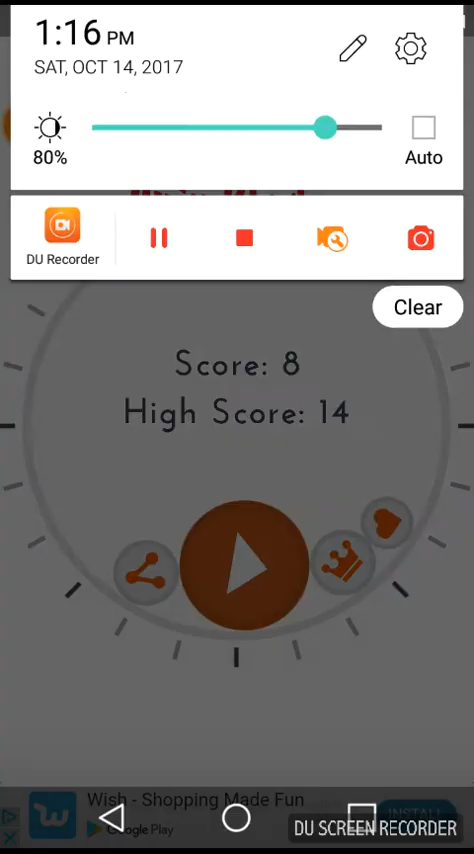 1:16 PM
SAT, OCT 14, 2017
80%
Auto
DU Recorder
Clear
Score: 8
High Score: 14
Wish - Shopping Made Fun
Google Play
INSTALL
DU SCREEN RECORDER